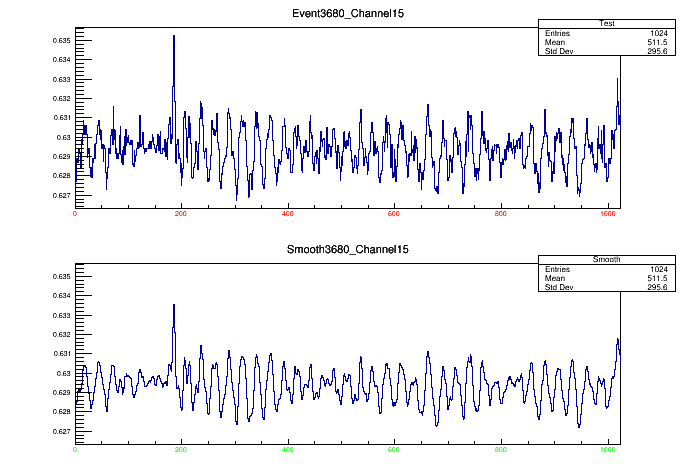 Event3680_Channel15
Test
Entries 1024
Mean 511.5
Std Dev 295.6
0.635
0.634
0.633
0.632
0.631
0.63
0.629
0.628
0.627
0 200 400 600 800 1000
Smooth3680_Channel15
Smooth
Entries 1024
Mean 511.5
Std Dev 295.6
0.635
0.634
0.633
0.632
0.631
0.63
0.629
0.628
0.627
0 200 400 600 800 1000